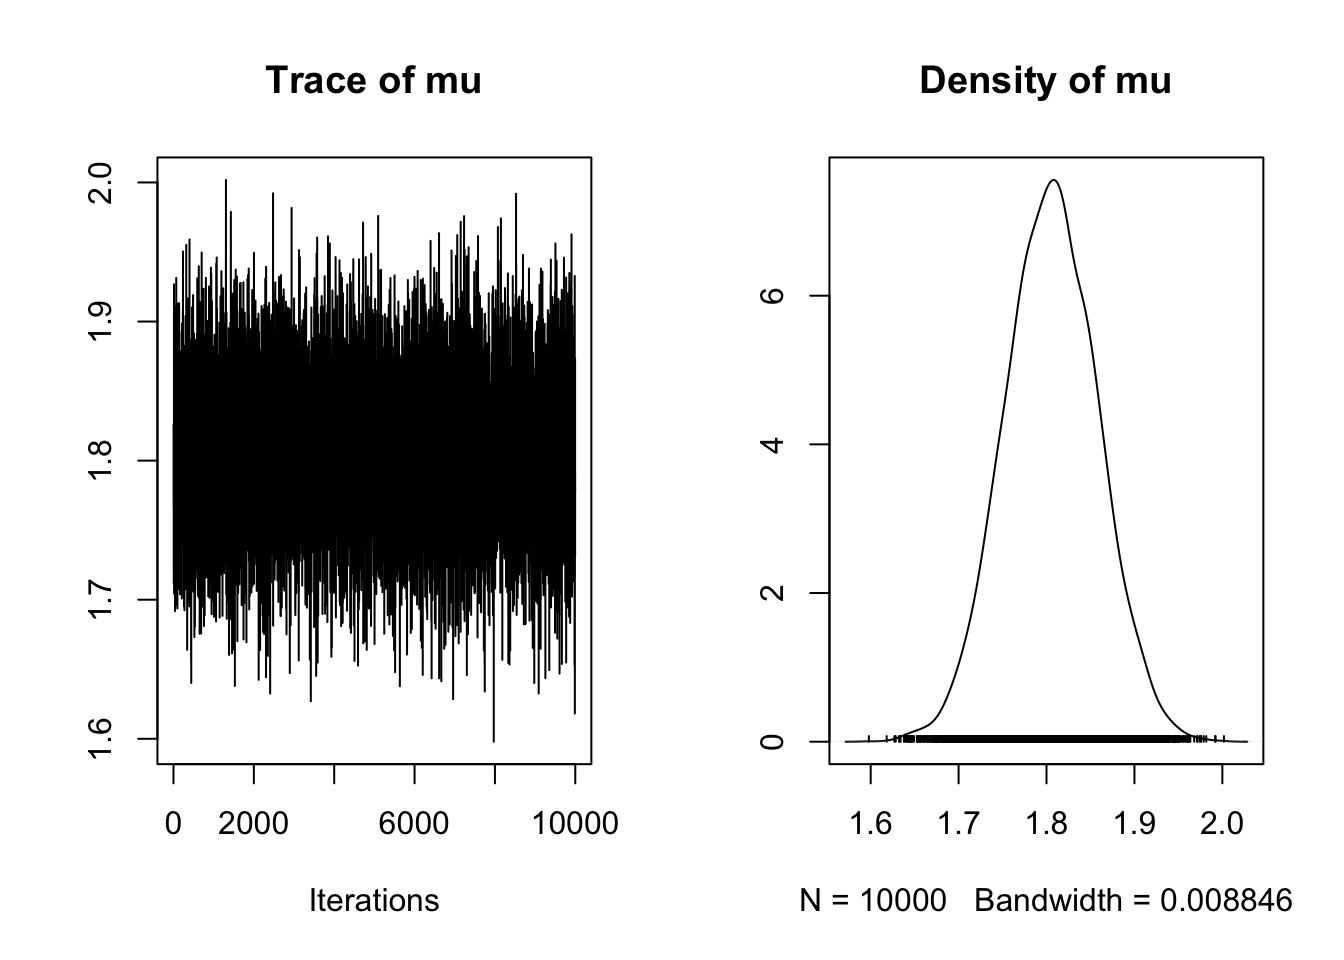 Trace of mu
2.0
1.9
1.8
1.7
1.6
0 2000 6000 10000
Iterations
Density of mu
6
4
2
0
1.6 1.7 1.8 1.9 2.0
N = 10000 Bandwidth = 0.008846